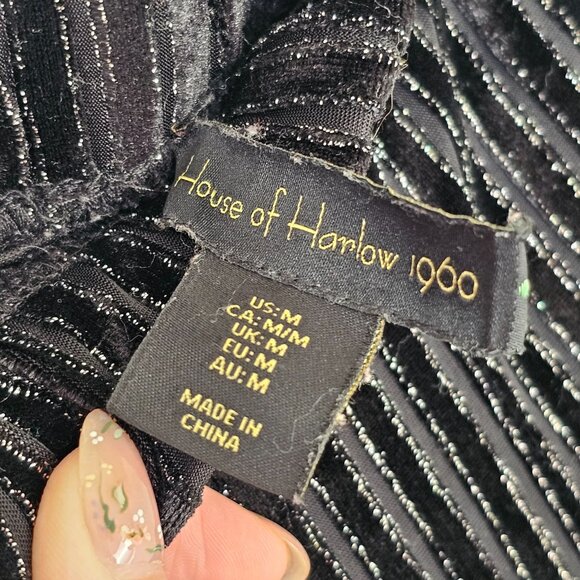 House of Harlow 1960
US: M
CA: M/M
UK: M
EU: M
AU: M
MADE IN
CHINA